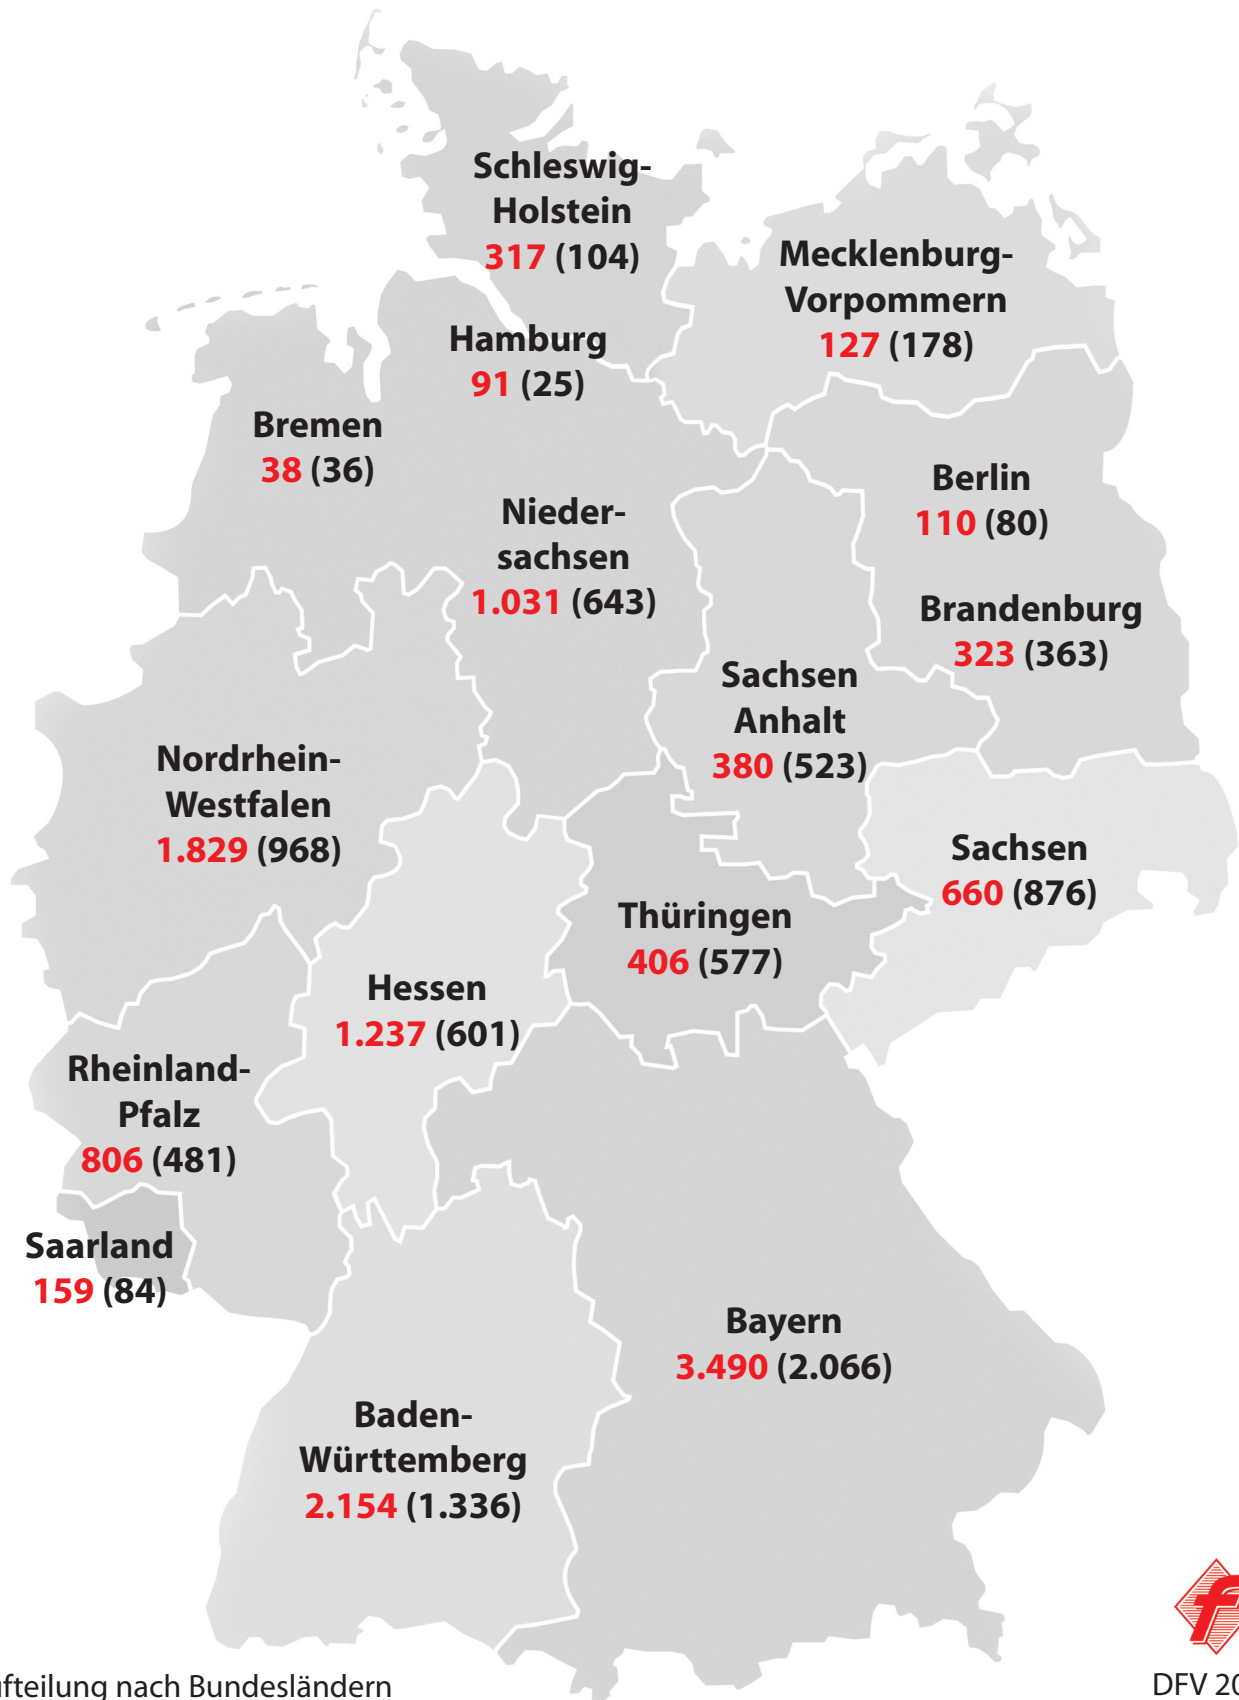 Schleswig-
Holstein
317 (104)
Mecklenburg-
Vorpommern
127 (178)
Hamburg
91 (25)
Bremen
38 (36)
Berlin
110 (80)
Nieder-
sachsen
1.031 (643)
Brandenburg
323 (363)
Sachsen
Anhalt
380 (523)
Nordrhein-
Westfalen
1.829 (968)
Sachsen
660 (876)
Thüringen
406 (577)
Hessen
1.237 (601)
Rheinland-
Pfalz
806 (481)
Saarland
159 (84)
Bayern
3.490 (2.066)
Baden-
Württemberg
2.154 (1.336)
fteilung nach Bundesländern
DFV 20